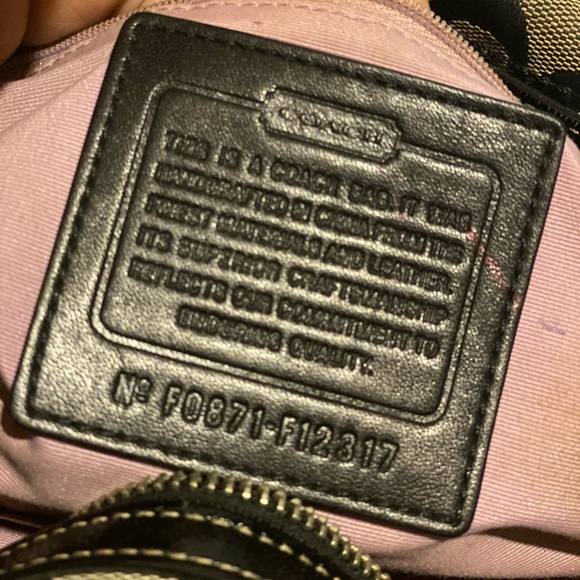 COACH
THIS IS A COACH BAG. IT WAS
HANDCRAFTED IN CHINA FROM THE
FINEST MATERIALS AND LEATHER.
ITS SUPERIOR CRAFTSMANSHIP
REFLECTS OUR COMMITMENT TO
ENDURING QUALITY.
Nº F0871-F12317